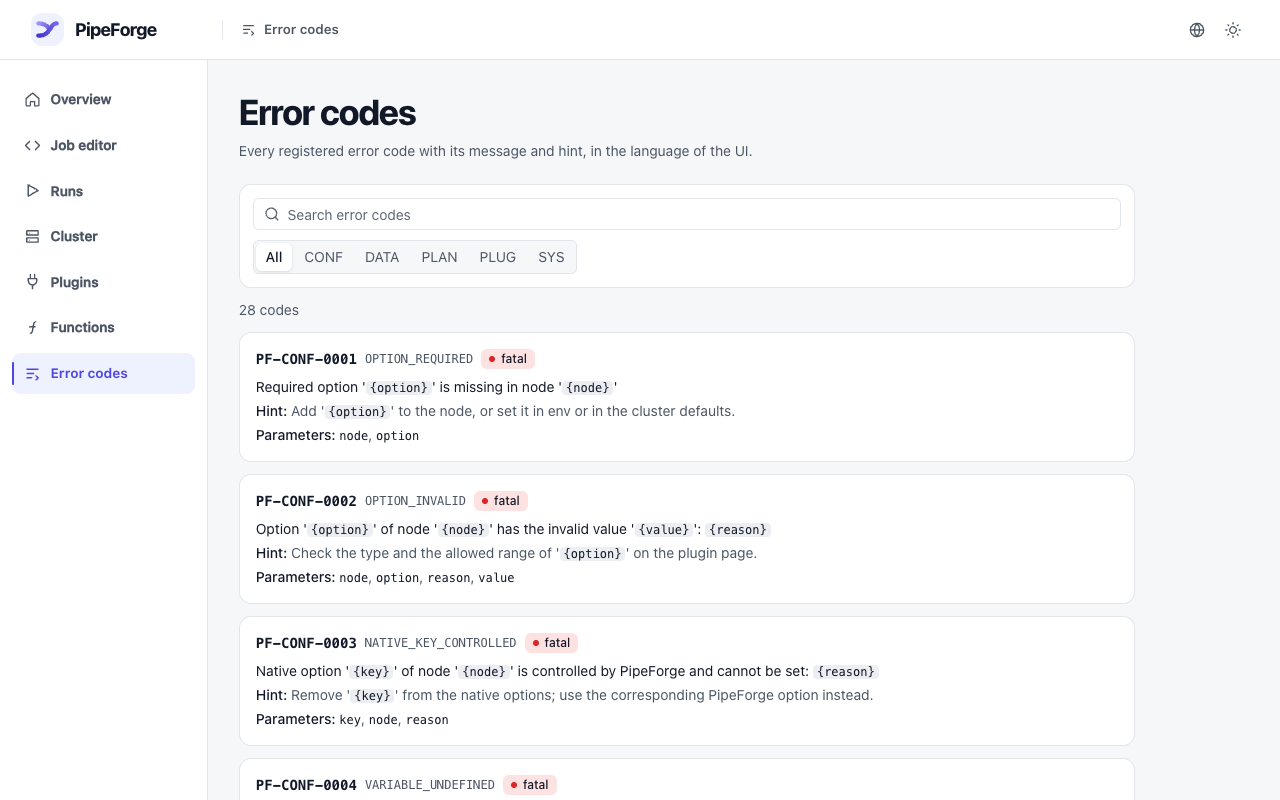 PipeForge
Error codes
Overview
Job editor
Runs
Cluster
Plugins
Functions
Error codes
Error codes
Every registered error code with its message and hint, in the language of the UI.
Search error codes
All CONF DATA PLAN PLUG SYS
28 codes
PF-CONF-0001 OPTION_REQUIRED fatal
Required option '{option}' is missing in node '{node}'
Hint: Add '{option}' to the node, or set it in env or in the cluster defaults.
Parameters: node, option
PF-CONF-0002 OPTION_INVALID fatal
Option '{option}' of node '{node}' has the invalid value '{value}': {reason}
Hint: Check the type and the allowed range of '{option}' on the plugin page.
Parameters: node, option, reason, value
PF-CONF-0003 NATIVE_KEY_CONTROLLED fatal
Native option '{key}' of node '{node}' is controlled by PipeForge and cannot be set: {reason}
Hint: Remove '{key}' from the native options; use the corresponding PipeForge option instead.
Parameters: key, node, reason
PF-CONF-0004 VARIABLE_UNDEFINED fatal